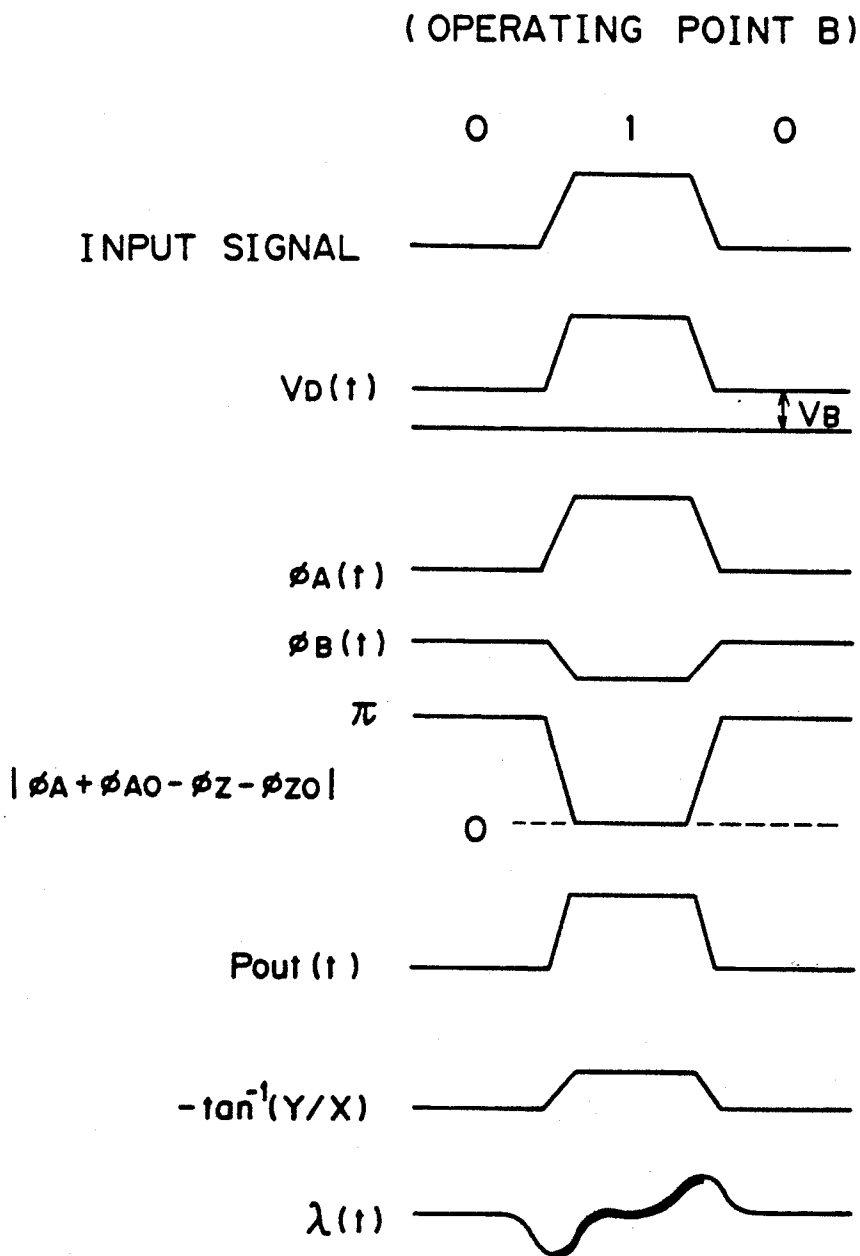 (OPERATING POINT B)
0 1 0
INPUT SIGNAL
VD(t)
VB
øA(t)
øB(t)
π
|øA+øAO-øZ-øZO|
0
Pout(t)
-tan⁻¹(Y/X)
λ(t)